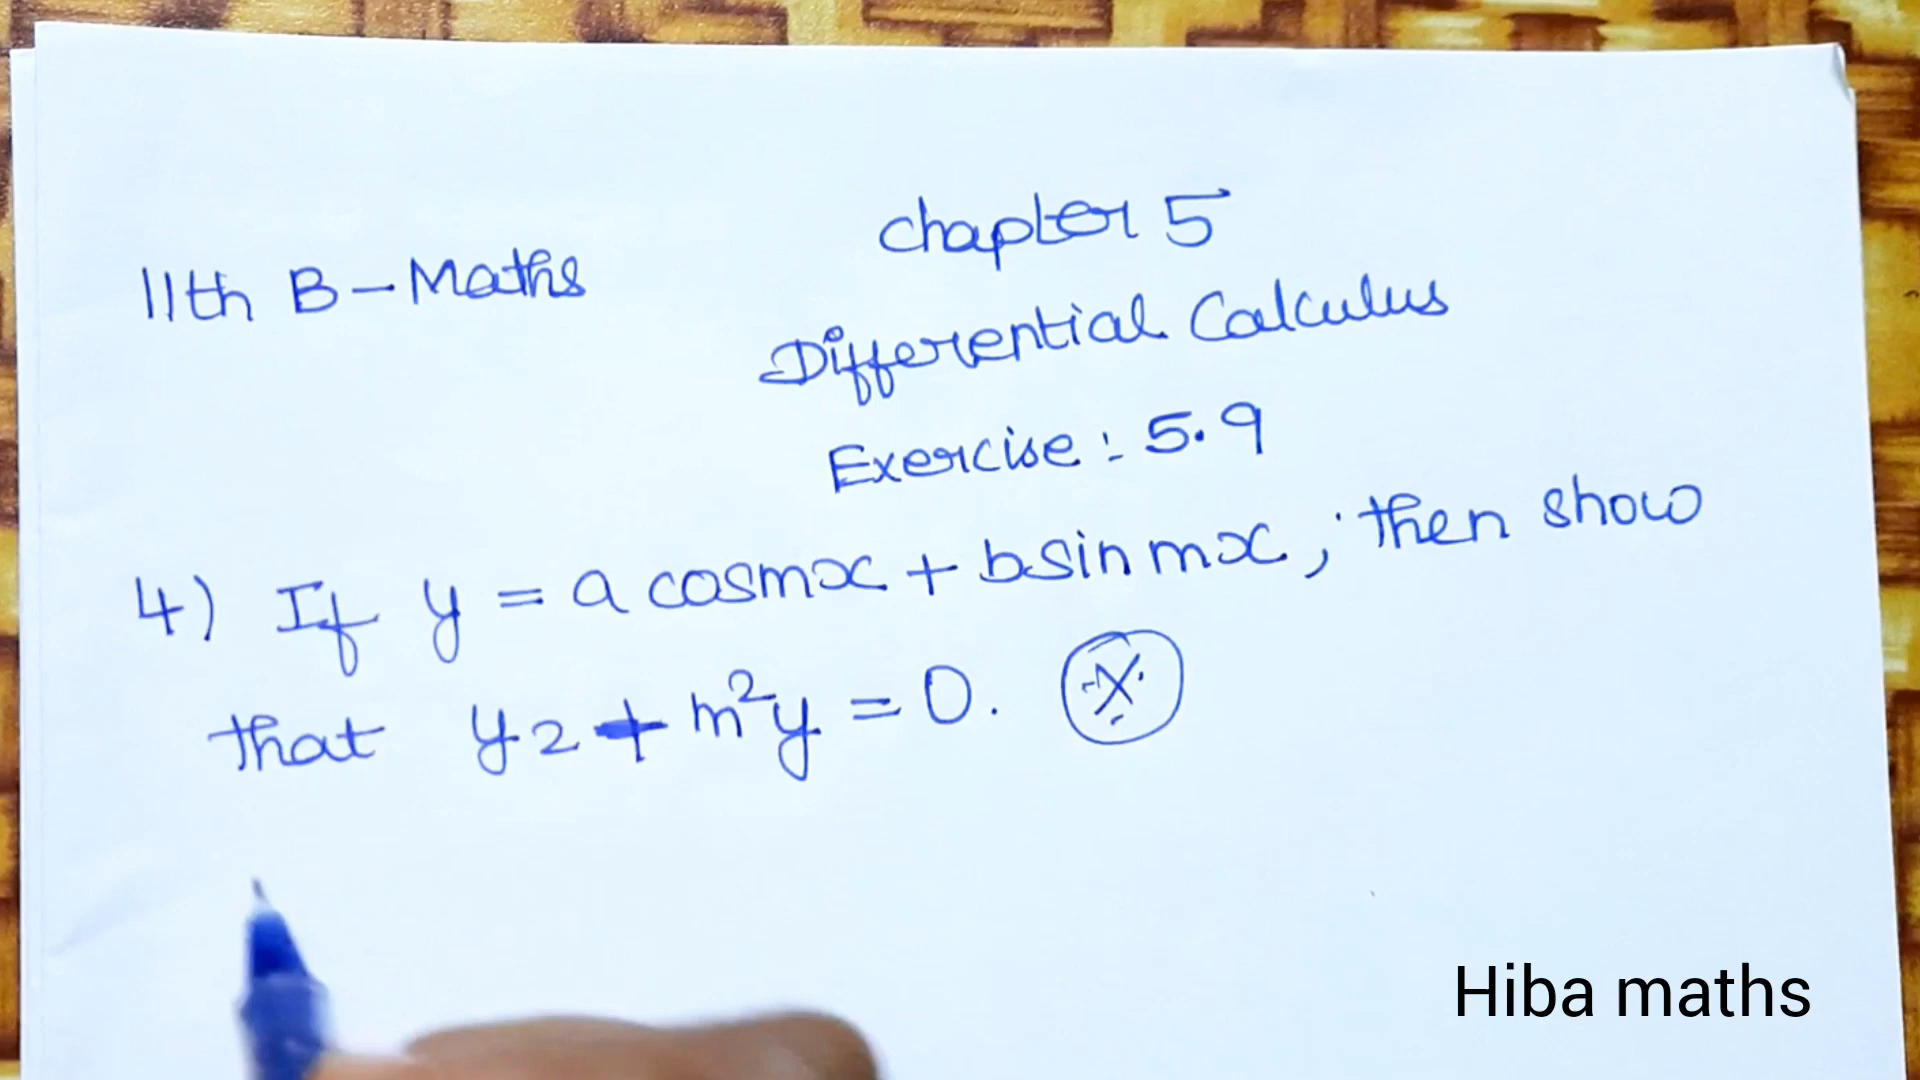 Chapter 5
11th B-Maths
Differential Calculus
Exercise: 5.9
4) If y = a cosmx + bsin mx, then show
that y₂ + m²y = 0.
Hiba maths